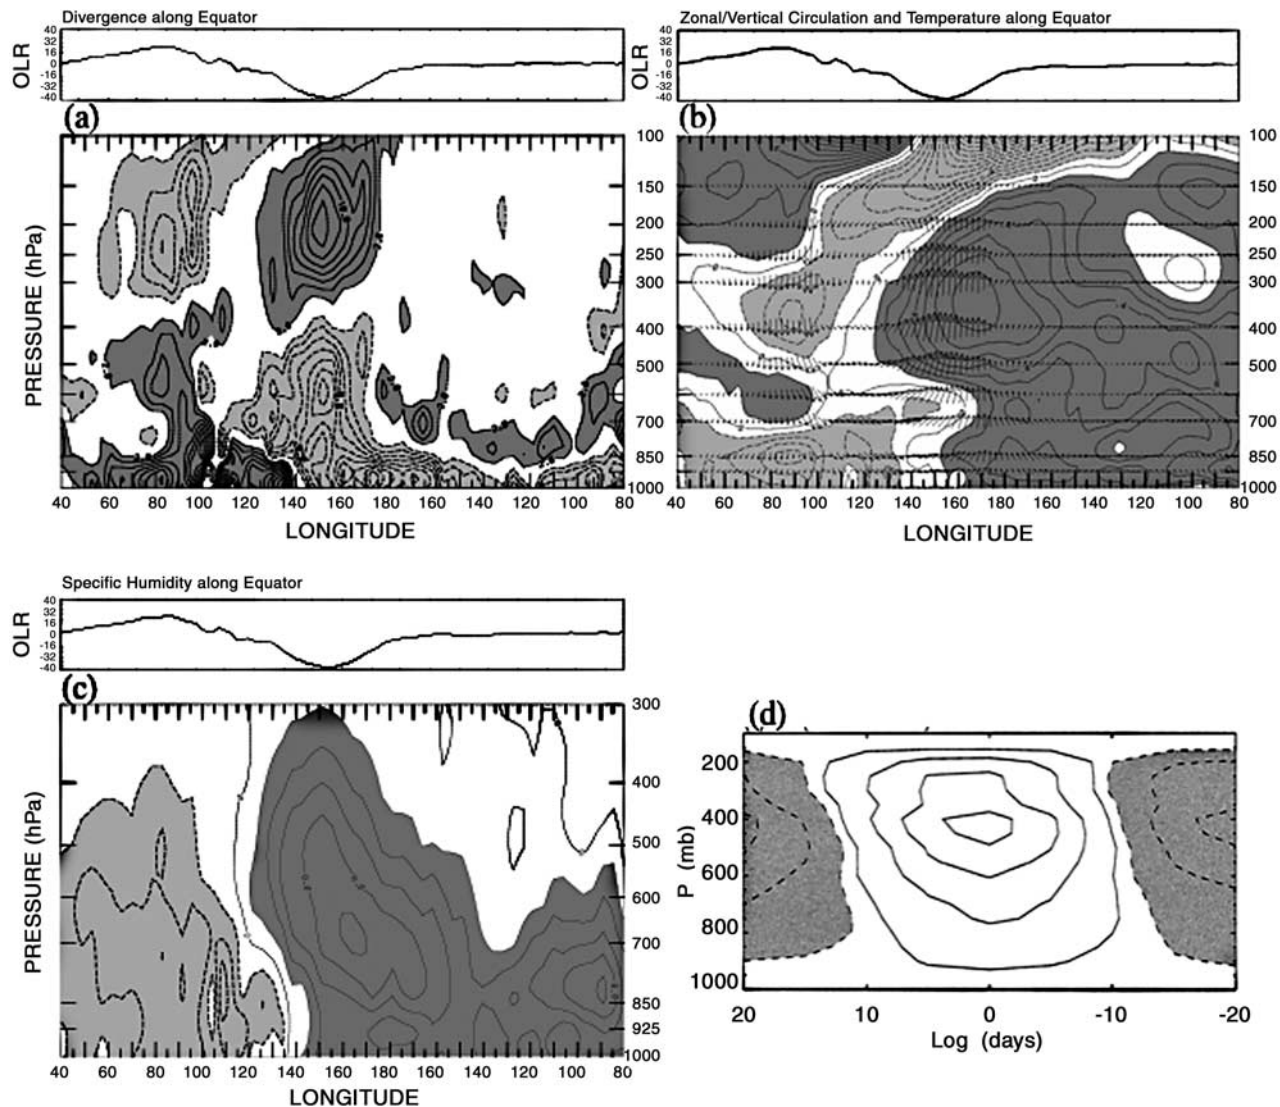 Divergence along Equator
OLR
40
32
16
0
-16
-32
-40
(a)
PRESSURE (hPa)
100
150
200
250
300
400
500
700
850
1000
40 60 80 100 120 140 160 180 160 140 120 100 80
LONGITUDE
Zonal/Vertical Circulation and Temperature along Equator
OLR
40
32
16
0
-16
-32
-40
(b)
100
150
200
250
300
400
500
700
850
1000
40 60 80 100 120 140 160 180 160 140 120 100 80
LONGITUDE
Specific Humidity along Equator
OLR
40
32
16
0
-16
-32
-40
(c)
PRESSURE (hPa)
300
400
500
600
700
850
925
1000
40 60 80 100 120 140 160 180 160 140 120 100 80
LONGITUDE
(d)
P (mb)
200
400
600
800
1000
20 10 0 -10 -20
Log (days)